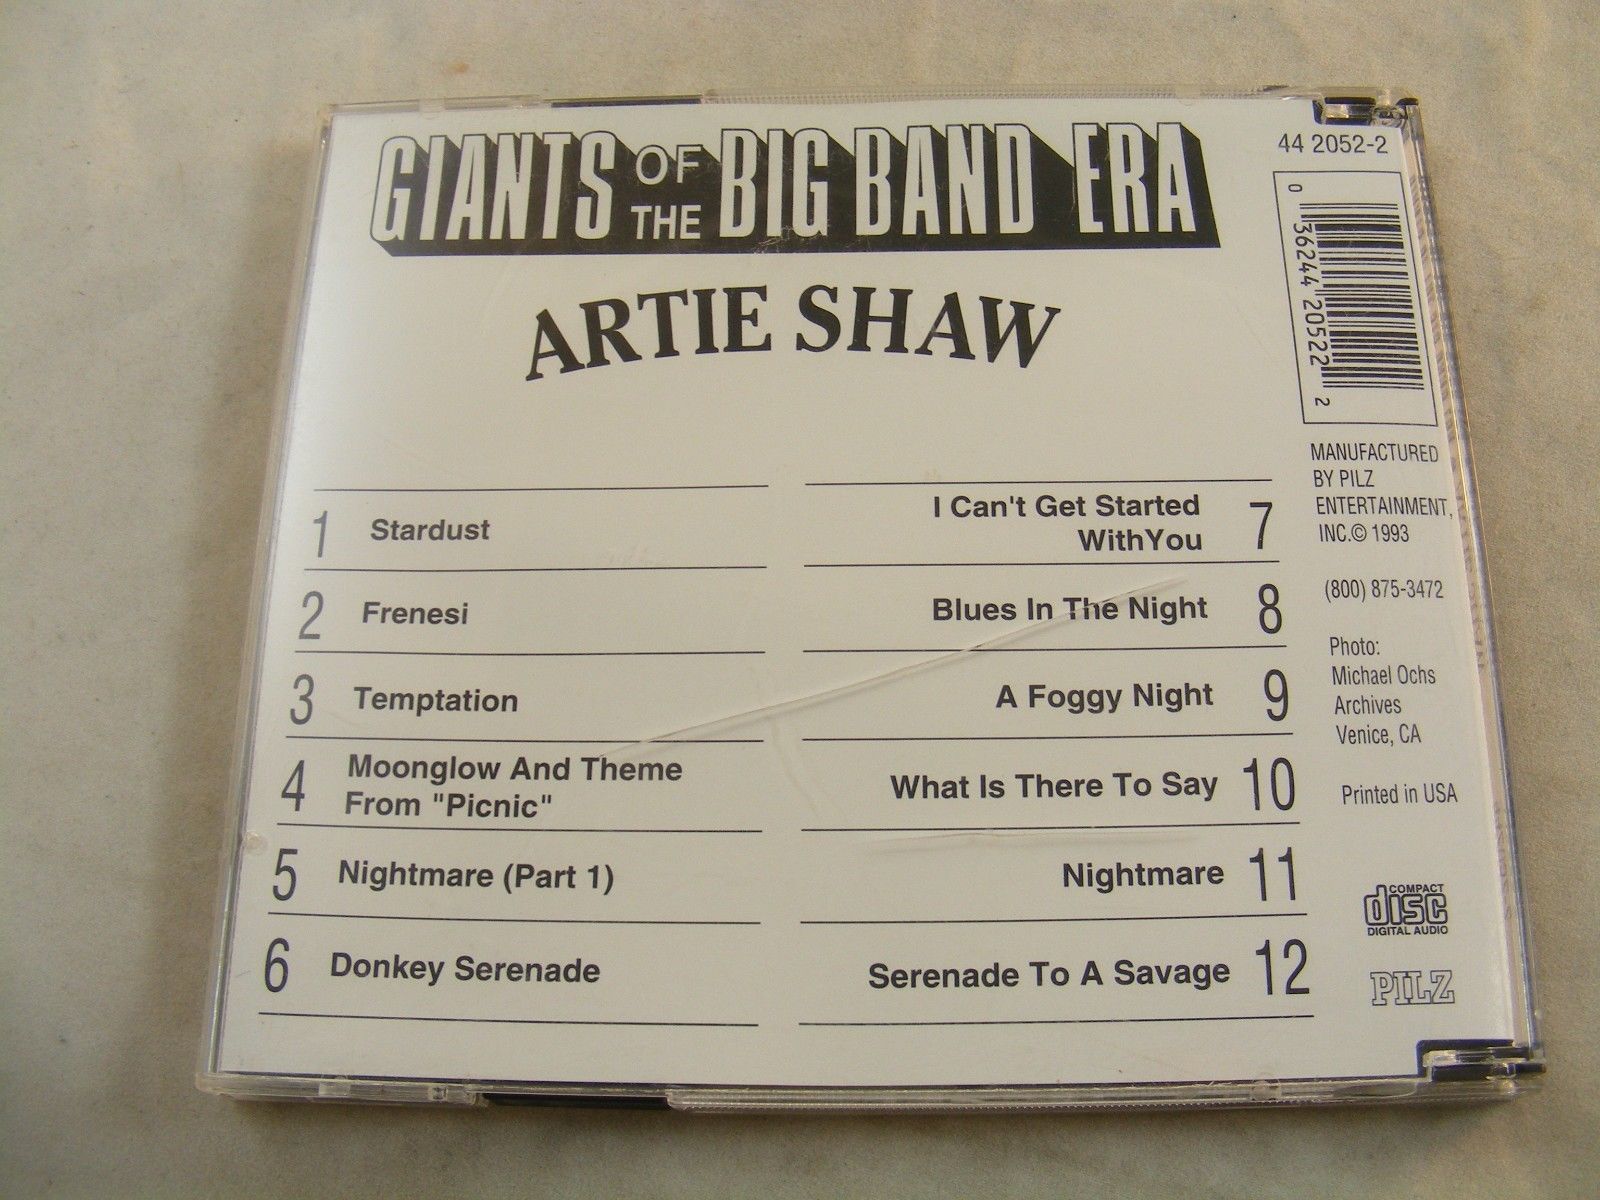 GIANTS OF THE BIG BAND ERA
ARTIE SHAW
1 Stardust
2 Frenesi
3 Temptation
4 Moonglow And Theme
From "Picnic"
5 Nightmare (Part 1)
6 Donkey Serenade
I Can't Get Started
WithYou 7
Blues In The Night 8
A Foggy Night 9
What Is There To Say 10
Nightmare 11
Serenade To A Savage 12
44 2052-2
0 36244 20522 2
MANUFACTURED
BY PILZ
ENTERTAINMENT,
INC.© 1993
(800) 875-3472
Photo:
Michael Ochs
Archives
Venice, CA
Printed in USA
COMPACT
disc
DIGITAL AUDIO
PILZ